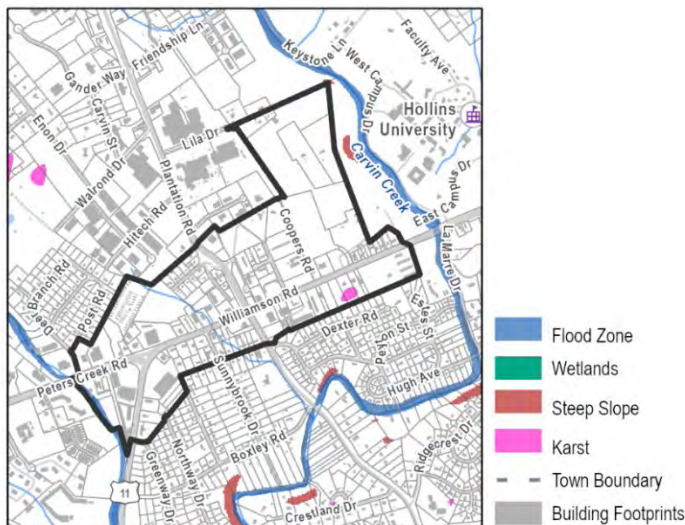 Friendship Ln
Keystone Ln
Gander Way
West Campus Dr
Faculty Ave
Carvin St
Enon Dr
Lila Dr
Hollins
University
Walrond Dr
Plantation Rd
Carvin Creek
Hitech Rd
East Campus Dr
Coopers Rd
La Marre Dr
Deer Branch Rd
Post Rd
Williamson Rd
Estes St
Dexter Rd
Peyton St
Peters Creek Rd
Sunnybrook Dr
Hugh Ave
Boxley Rd
Ridgecrest Dr
Northway Dr
Greenway Dr
11
Crestland Dr
Flood Zone
Wetlands
Steep Slope
Karst
Town Boundary
Building Footprints